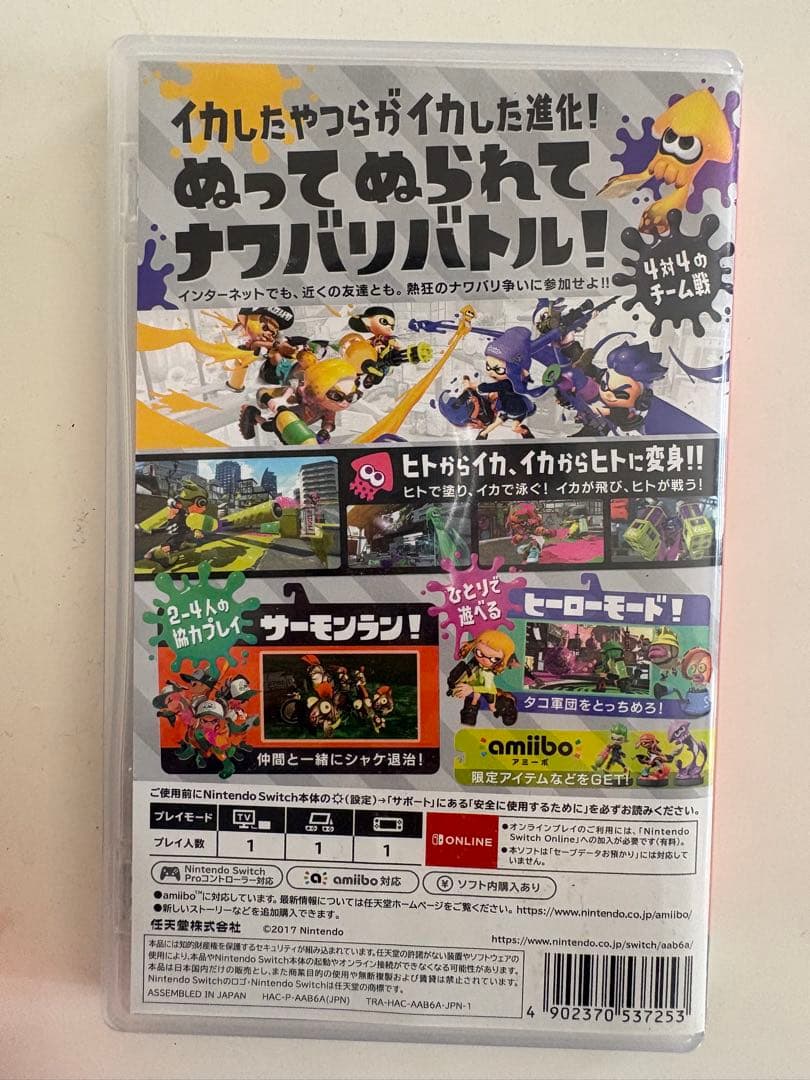 イカしたやつらがイカした進化!
ぬって ぬられて
ナワバリバトル!
4対4の
チーム戦
インターネットでも、近くの友達とも。熱狂のナワバリ争いに参加せよ!!
ヒトからイカ、イカからヒトに変身!!
ヒトで塗り、イカで泳ぐ! イカが飛び、ヒトが戦う!
2-4人の
協力プレイ
サーモンラン!
仲間と一緒にシャケ退治!
ひとりで
遊べる
ヒーローモード!
タコ軍団をとっちめろ!
amiibo
アミーボ
限定アイテムなどをGET!
ご使用前にNintendo Switch本体の(設定)→「サポート」にある「安全に使用するために」を必ずお読みください。
プレイモード TV
プレイ人数 1 1 1
ONLINE
●オンラインプレイのご利用には、「Nintendo
Switch Online」への加入が必要です(有料)。
●本ソフトは「セーブデータお預かり」には対応して
いません。
Nintendo Switch
Proコントローラー対応
amiibo 対応
ソフト内購入あり
●amiibo™に対応しています。最新情報については任天堂ホームページをご覧ください。https://www.nintendo.co.jp/amiibo/
●新しいストーリーなどを追加購入できます。
任天堂株式会社 ©2017 Nintendo
https://www.nintendo.co.jp/switch/aab6a/
本品には知的財産権を保護するセキュリティが組み込まれています。任天堂の許諾がない装置やソフトウェアの
使用により、本品やNintendo Switch本体の起動やオンライン接続ができなくなる可能性があります。
本品は日本国内だけの販売とし、また商業目的の使用や無断複製および賃貸は禁止されています。
Nintendo Switchのロゴ・Nintendo Switchは任天堂の商標です。
ASSEMBLED IN JAPAN HAC-P-AAB6A(JPN) TRA-HAC-AAB6A-JPN-1
4 902370 537253